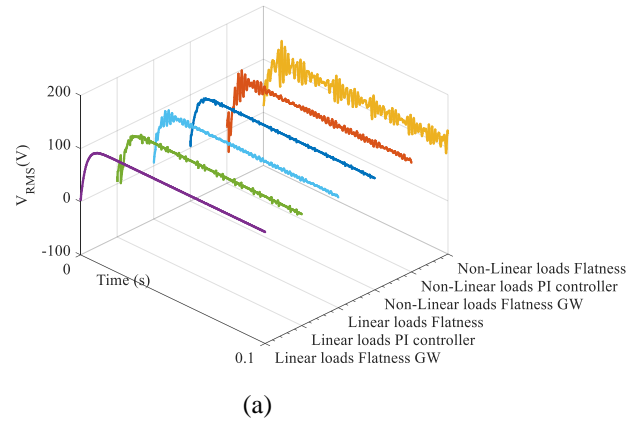 200
100
0
-100
V_RMS(V)
0
Time (s)
0.1
Non-Linear loads Flatness
Non-Linear loads PI controller
Non-Linear loads Flatness GW
Linear loads Flatness
Linear loads PI controller
Linear loads Flatness GW
(a)